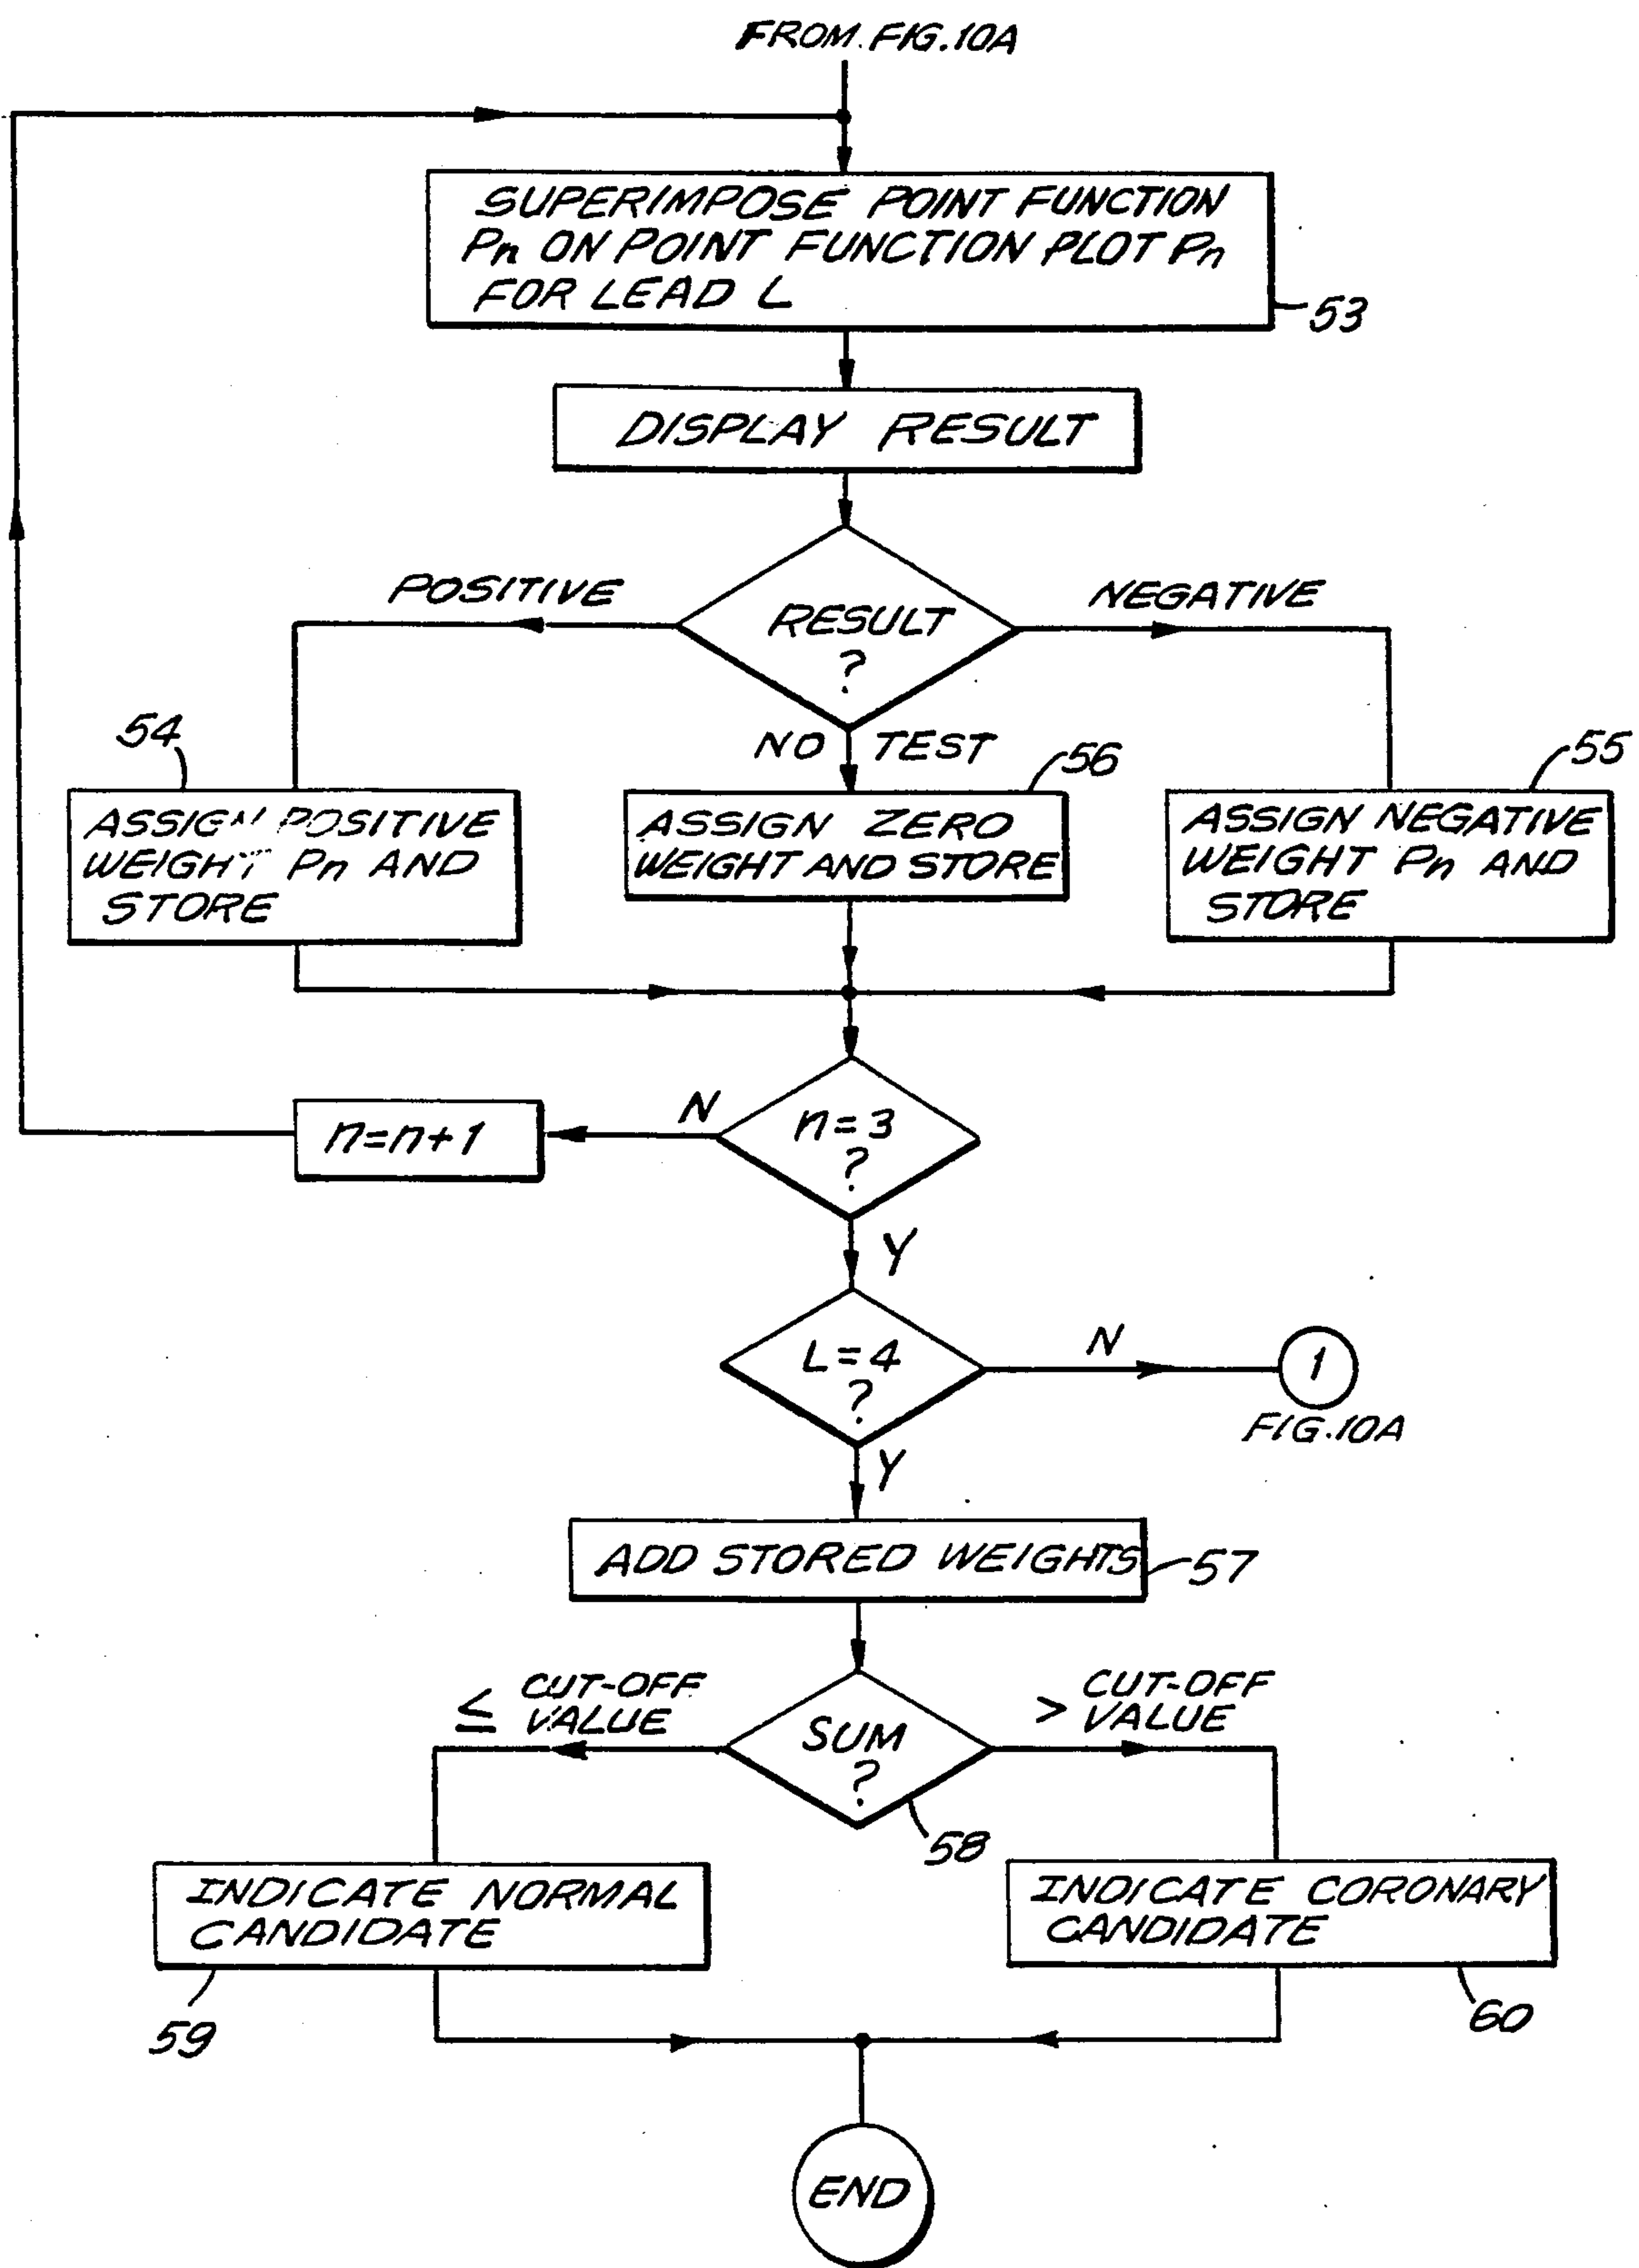 FROM FIG.10A
SUPERIMPOSE POINT FUNCTION
Pn ON POINT FUNCTION PLOT Pn
FOR LEAD L
53
DISPLAY RESULT
POSITIVE
RESULT
?
NEGATIVE
NO TEST
54
56
55
ASSIGN POSITIVE
WEIGHT Pn AND
STORE
ASSIGN ZERO
WEIGHT AND STORE
ASSIGN NEGATIVE
WEIGHT Pn AND
STORE
n=n+1
N
n=3
?
Y
L=4
?
N
1
FIG.10A
Y
ADD STORED WEIGHTS
57
≤ CUT-OFF
VALUE
SUM
?
> CUT-OFF
VALUE
58
INDICATE NORMAL
CANDIDATE
INDICATE CORONARY
CANDIDATE
59
60
END